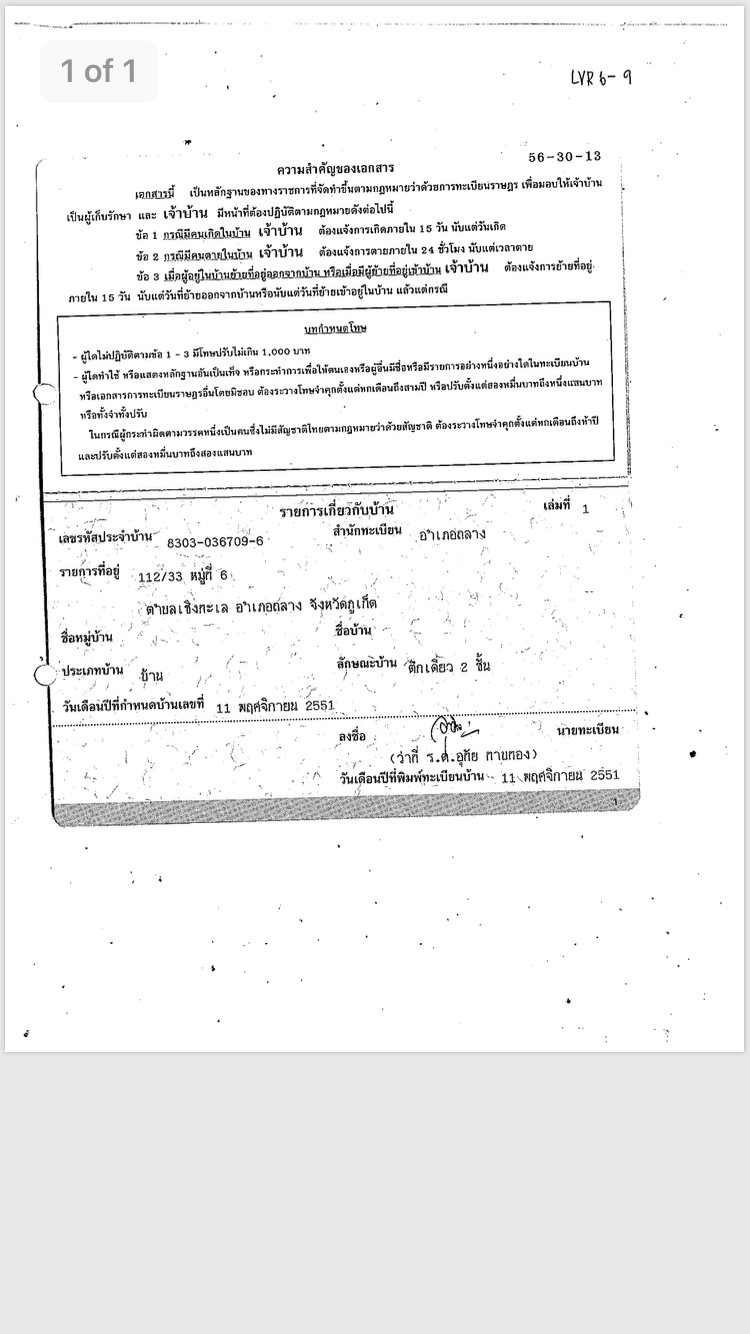 1 of 1
LYR 6-9
56-30-13
ความสำคัญของเอกสาร
เอกสารนี้ เป็นหลักฐานของทางราชการที่จัดทำขึ้นตามกฎหมายว่าด้วยการทะเบียนราษฎร เพื่อมอบให้เจ้าบ้าน
เป็นผู้เก็บรักษา และ เจ้าบ้าน มีหน้าที่ต้องปฏิบัติตามกฎหมายดังต่อไปนี้
ข้อ 1 กรณีมีคนเกิดในบ้าน เจ้าบ้าน ต้องแจ้งการเกิดภายใน 15 วัน นับแต่วันเกิด
ข้อ 2 กรณีมีคนตายในบ้าน เจ้าบ้าน ต้องแจ้งการตายภายใน 24 ชั่วโมง นับแต่เวลาตาย
ข้อ 3 เมื่อผู้อยู่ในบ้านย้ายที่อยู่ออกจากบ้าน หรือเมื่อมีผู้ย้ายที่อยู่เข้าบ้าน เจ้าบ้าน ต้องแจ้งการย้ายที่อยู่
ภายใน 15 วัน นับแต่วันที่ย้ายออกจากบ้านหรือนับแต่วันที่ย้ายเข้าอยู่ในบ้าน แล้วแต่กรณี
บทกำหนดโทษ
- ผู้ใดไม่ปฏิบัติตามข้อ 1 - 3 มีโทษปรับไม่เกิน 1,000 บาท
- ผู้ใดทำใช้ หรือแสดงหลักฐานอันเป็นเท็จ หรือกระทำการเพื่อให้ตนเองหรือผู้อื่นมีชื่อหรือมีรายการอย่างหนึ่งอย่างใดในทะเบียนบ้าน
หรือเอกสารการทะเบียนราษฎรอื่นโดยมิชอบ ต้องระวางโทษจำคุกตั้งแต่หกเดือนถึงสามปี หรือปรับตั้งแต่สองหมื่นบาทถึงหนึ่งแสนบาท
หรือทั้งจำทั้งปรับ
ในกรณีผู้กระทำผิดตามวรรคหนึ่งเป็นคนซึ่งไม่มีสัญชาติไทยตามกฎหมายว่าด้วยสัญชาติ ต้องระวางโทษจำคุกตั้งแต่หกเดือนถึงห้าปี
และปรับตั้งแต่สองหมื่นบาทถึงสองแสนบาท
รายการเกี่ยวกับบ้าน เล่มที่ 1
เลขรหัสประจำบ้าน 8303-036709-6 สำนักทะเบียน อำเภอถลาง
รายการที่อยู่ 112/33 หมู่ที่ 6
ตำบลเชิงทะเล อำเภอถลาง จังหวัดภูเก็ต
ชื่อหมู่บ้าน ชื่อบ้าน
ประเภทบ้าน บ้าน ลักษณะบ้าน ตึกเดี่ยว 2 ชั้น
วันเดือนปีที่กำหนดบ้านเลขที่ 11 พฤศจิกายน 2551
ลงชื่อ นายทะเบียน
(ว่าที่ ร.ต.อุทัย ทาบทอง)
วันเดือนปีที่พิมพ์ทะเบียนบ้าน 11 พฤศจิกายน 2551
1